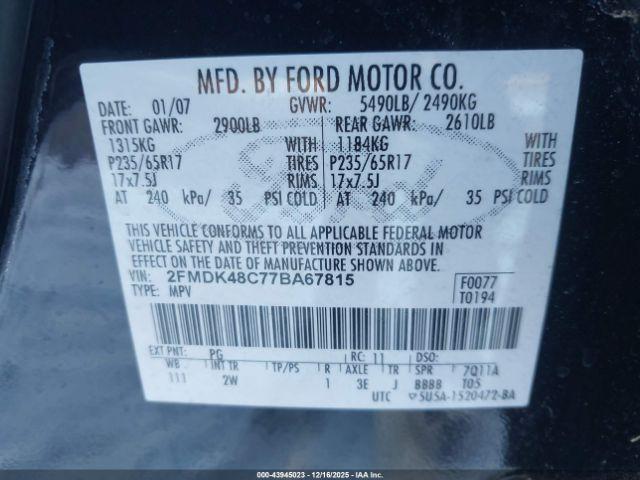 MFD. BY FORD MOTOR CO.
DATE: 01/07 GVWR: 5490LB/ 2490KG
FRONT GAWR: 2900LB REAR GAWR: 2610LB
1315KG WITH 1184KG WITH
P235/65R17 TIRES P235/65R17 TIRES
17x7.5J RIMS 17x7.5J RIMS
AT 240 kPa/ 35 PSI COLD AT 240 kPa/ 35 PSI COLD
THIS VEHICLE CONFORMS TO ALL APPLICABLE FEDERAL MOTOR
VEHICLE SAFETY AND THEFT PREVENTION STANDARDS IN
EFFECT ON THE DATE OF MANUFACTURE SHOWN ABOVE.
VIN: 2FMDK48C77BA67815 F0077
TYPE: MPV T0194
EXT PNT: PG RC: 11 DSO:
WB INT TR TP/PS R AXLE TR SPR 7Q11A
111 2W 1 3E J BBBB T05
UTC 5U5A-1520472-BA
000-43945023 - 12/16/2025 - IAAI.COM